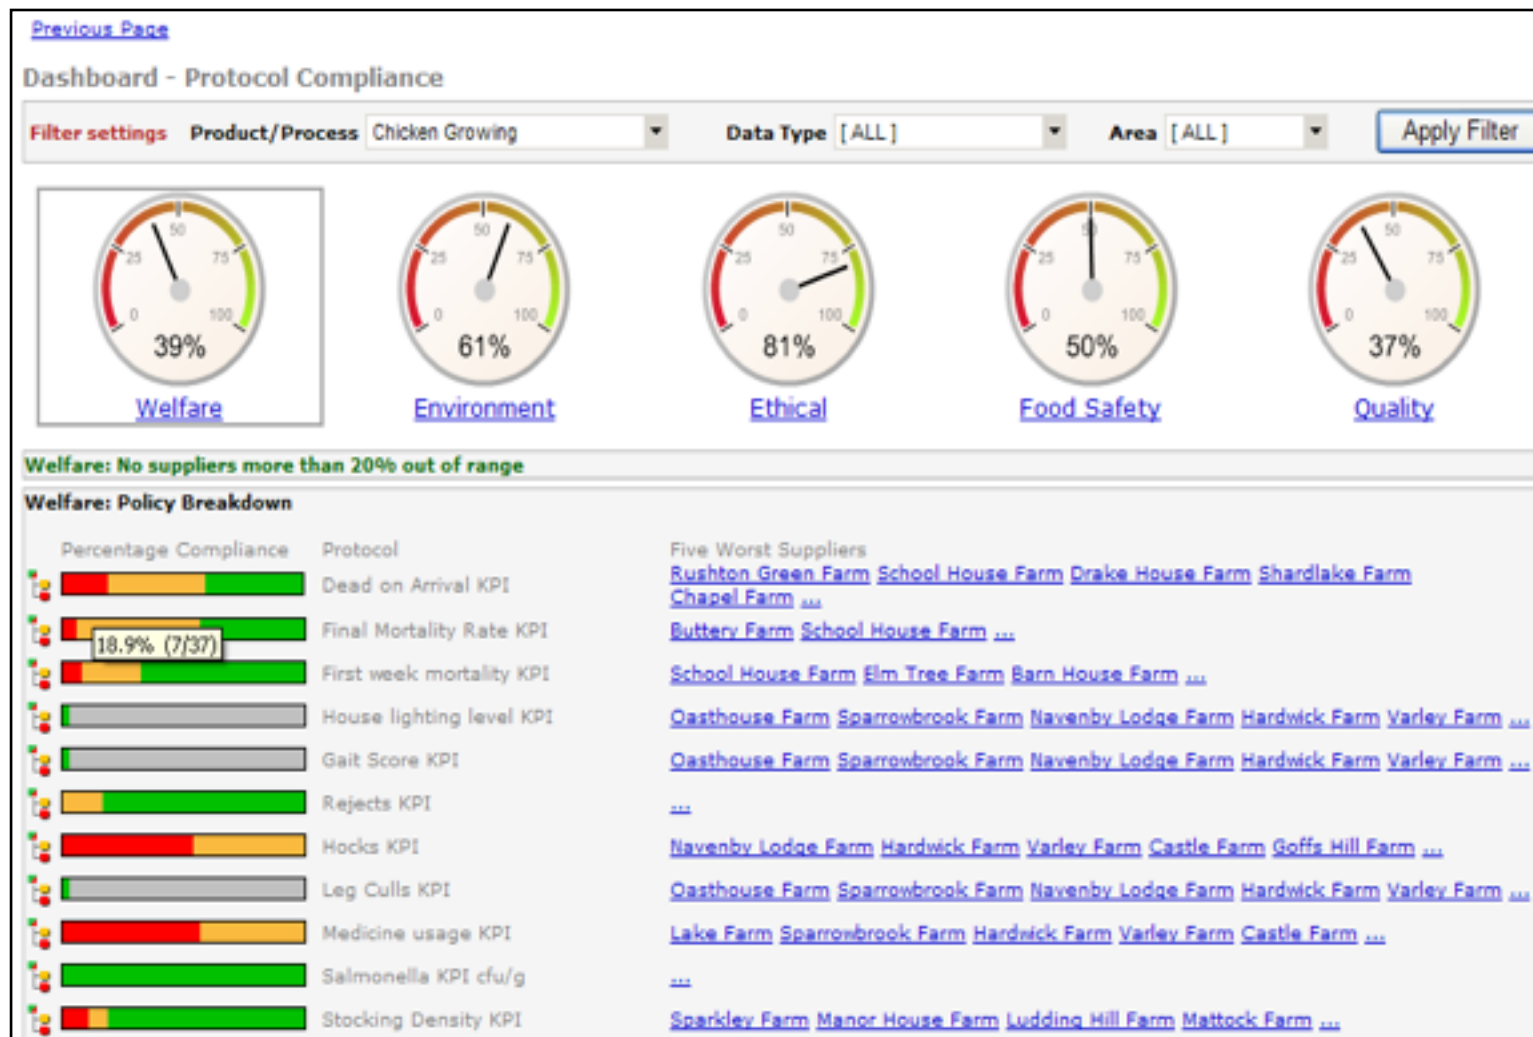 Previous Page
Dashboard - Protocol Compliance
Filter settings Product/Process Chicken Growing Data Type [ALL] Area [ALL] Apply Filter
50 50 50 50 50
25 75 25 75 25 75 25 75 25 75
0 100 0 100 0 100 0 100 0 100
39% 61% 81% 50% 37%
Welfare Environment Ethical Food Safety Quality
Welfare: No suppliers more than 20% out of range
Welfare: Policy Breakdown
Percentage Compliance Protocol Five Worst Suppliers
Dead on Arrival KPI Rushton Green Farm School House Farm Drake House Farm Shardlake Farm
Chapel Farm ...
Final Mortality Rate KPI Buttery Farm School House Farm ...
18.9% (7/37)
First week mortality KPI School House Farm Elm Tree Farm Barn House Farm ...
House lighting level KPI Oasthouse Farm Sparrowbrook Farm Navenby Lodge Farm Hardwick Farm Varley Farm ...
Gait Score KPI Oasthouse Farm Sparrowbrook Farm Navenby Lodge Farm Hardwick Farm Varley Farm ...
Rejects KPI ...
Hocks KPI Navenby Lodge Farm Hardwick Farm Varley Farm Castle Farm Goffs Hill Farm ...
Leg Culls KPI Oasthouse Farm Sparrowbrook Farm Navenby Lodge Farm Hardwick Farm Varley Farm ...
Medicine usage KPI Lake Farm Sparrowbrook Farm Hardwick Farm Varley Farm Castle Farm ...
Salmonella KPI cfu/g ...
Stocking Density KPI Sparkley Farm Manor House Farm Ludding Hill Farm Mattock Farm ...